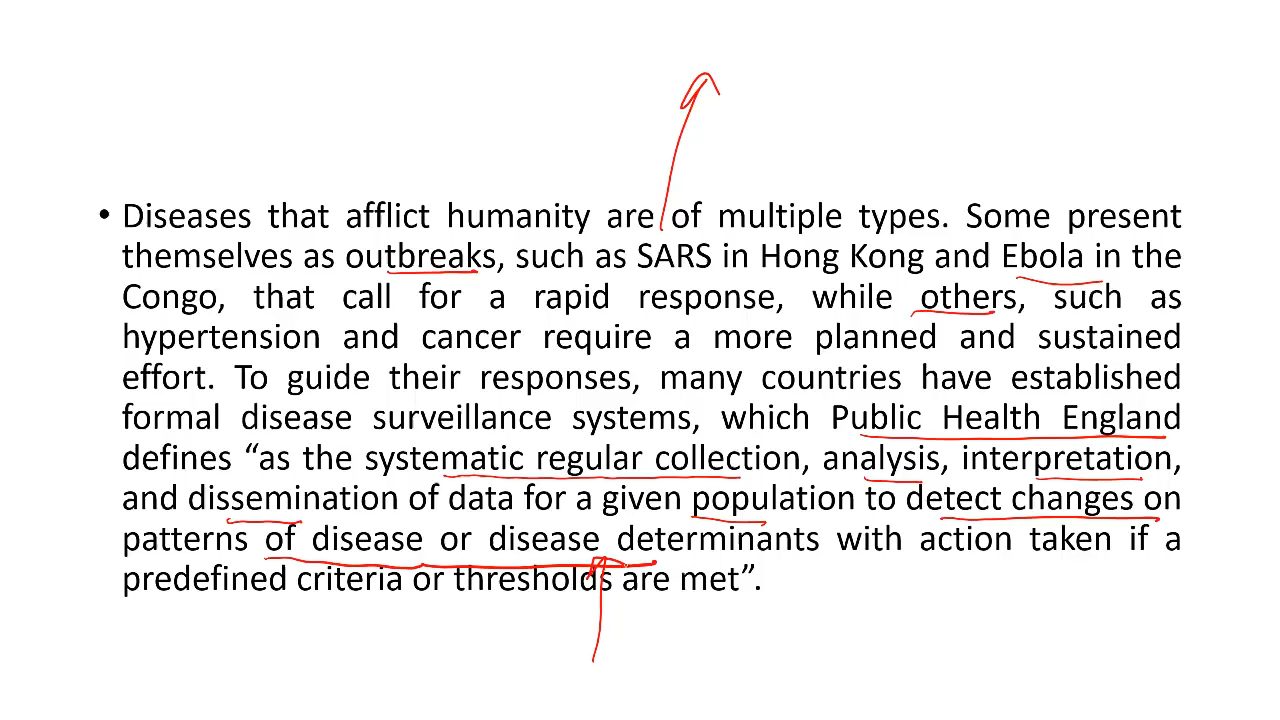 • Diseases that afflict humanity are of multiple types. Some present
themselves as outbreaks, such as SARS in Hong Kong and Ebola in the
Congo, that call for a rapid response, while others, such as
hypertension and cancer require a more planned and sustained
effort. To guide their responses, many countries have established
formal disease surveillance systems, which Public Health England
defines “as the systematic regular collection, analysis, interpretation,
and dissemination of data for a given population to detect changes on
patterns of disease or disease determinants with action taken if a
predefined criteria or thresholds are met”.